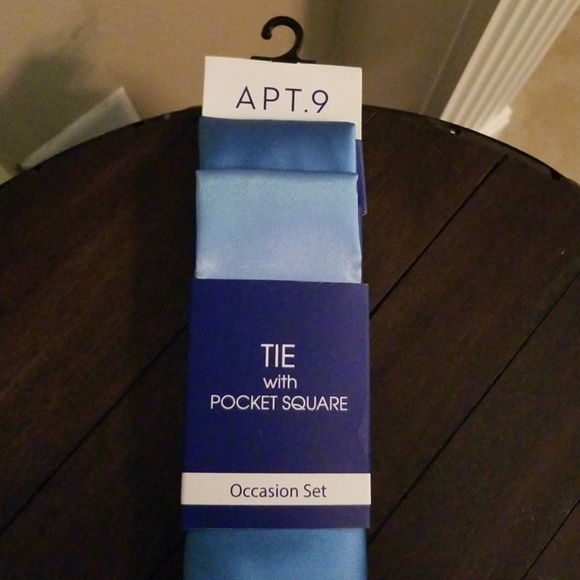 APT.9
TIE
with
POCKET SQUARE
Occasion Set